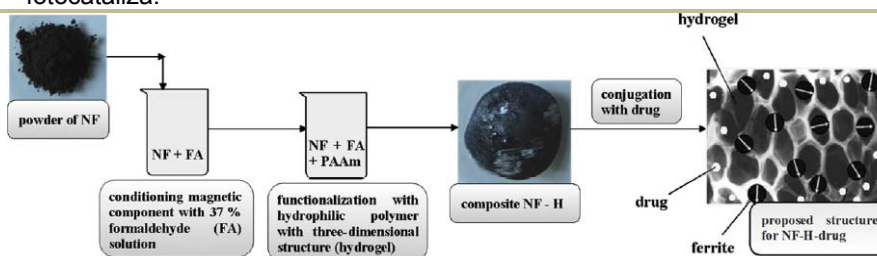 fotocataliza.
hydrogel
powder of NF
NF + FA
conditioning magnetic
component with 37 %
formaldehyde (FA)
solution
NF + FA
+ PAAm
functionalization with
hydrophilic polymer
with three-dimensional
structure (hydrogel)
composite NF - H
conjugation
with drug
drug
ferrite
proposed structure
for NF-H-drug